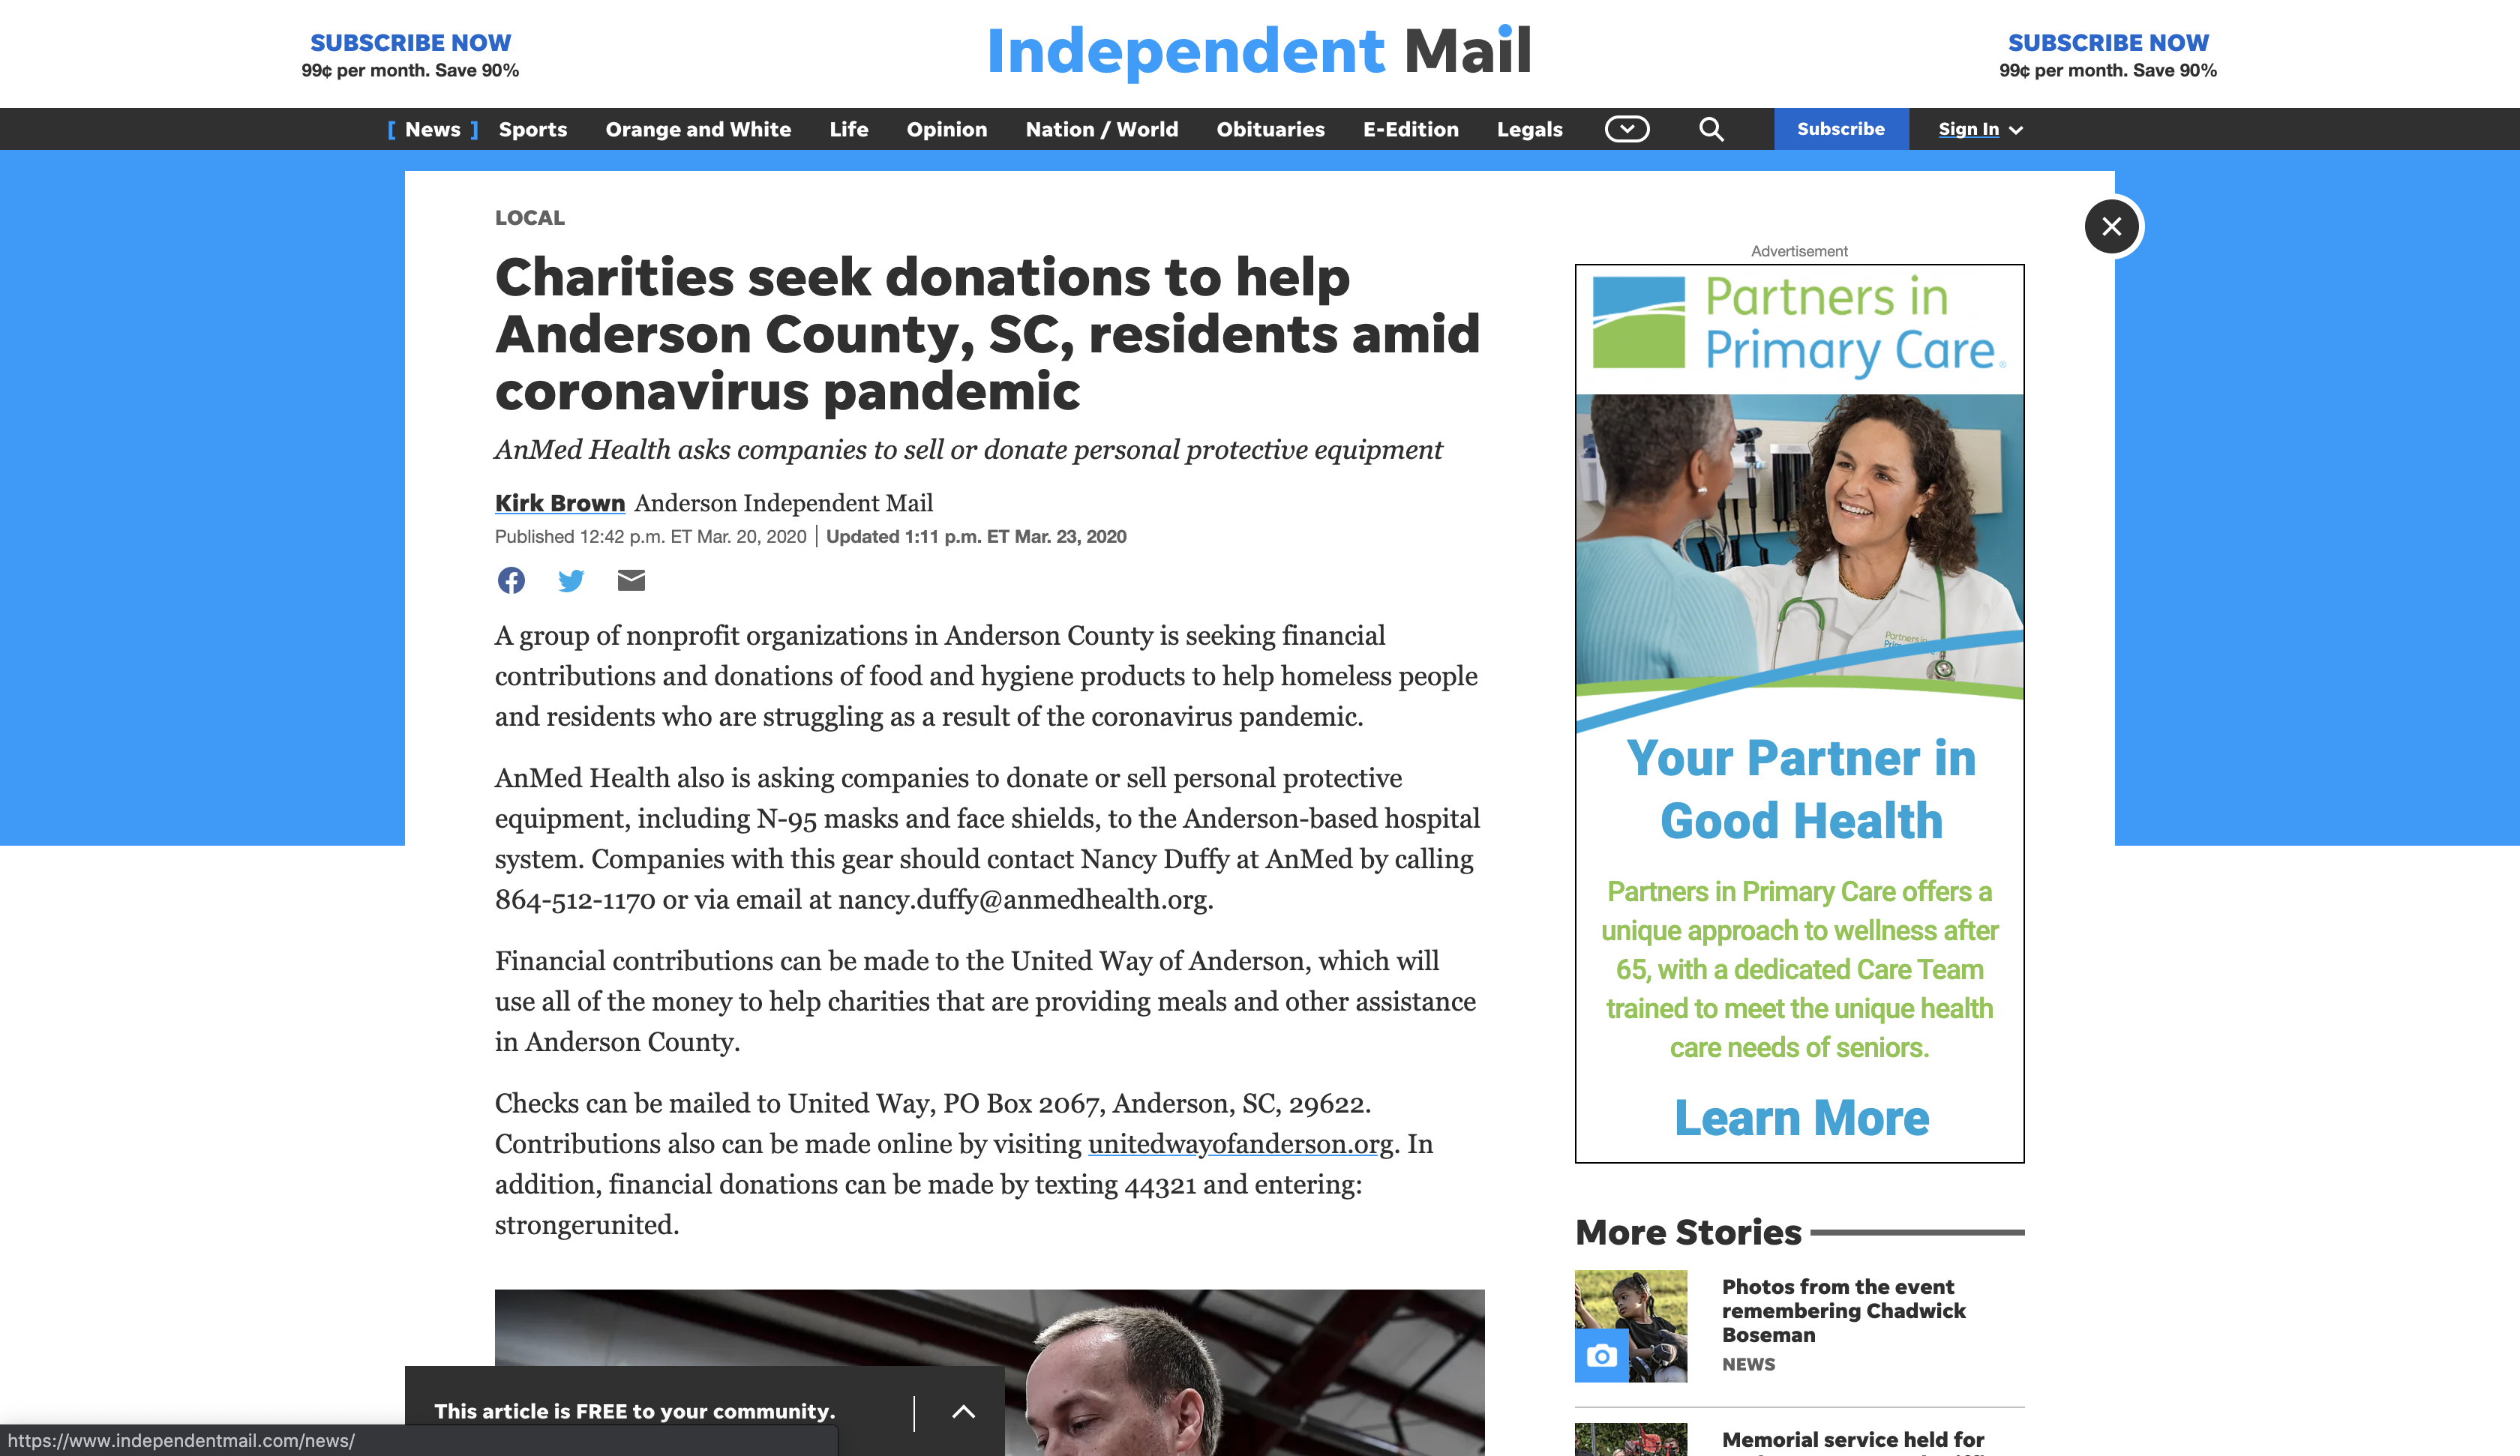 SUBSCRIBE NOW
99¢ per month. Save 90%
Independent Mail
SUBSCRIBE NOW
99¢ per month. Save 90%
[ News ] Sports Orange and White Life Opinion Nation / World Obituaries E-Edition Legals Subscribe Sign In
LOCAL
Charities seek donations to help
Anderson County, SC, residents amid
coronavirus pandemic
AnMed Health asks companies to sell or donate personal protective equipment
Kirk Brown Anderson Independent Mail
Published 12:42 p.m. ET Mar. 20, 2020 | Updated 1:11 p.m. ET Mar. 23, 2020
A group of nonprofit organizations in Anderson County is seeking financial
contributions and donations of food and hygiene products to help homeless people
and residents who are struggling as a result of the coronavirus pandemic.
AnMed Health also is asking companies to donate or sell personal protective
equipment, including N-95 masks and face shields, to the Anderson-based hospital
system. Companies with this gear should contact Nancy Duffy at AnMed by calling
864-512-1170 or via email at nancy.duffy@anmedhealth.org.
Financial contributions can be made to the United Way of Anderson, which will
use all of the money to help charities that are providing meals and other assistance
in Anderson County.
Checks can be mailed to United Way, PO Box 2067, Anderson, SC, 29622.
Contributions also can be made online by visiting unitedwayofanderson.org. In
addition, financial donations can be made by texting 44321 and entering:
strongerunited.
This article is FREE to your community.
https://www.independentmail.com/news/
Advertisement
Partners in
Primary Care®
Partners in
Your Partner in
Good Health
Partners in Primary Care offers a
unique approach to wellness after
65, with a dedicated Care Team
trained to meet the unique health
care needs of seniors.
Learn More
More Stories
Photos from the event
remembering Chadwick
Boseman
NEWS
Memorial service held for